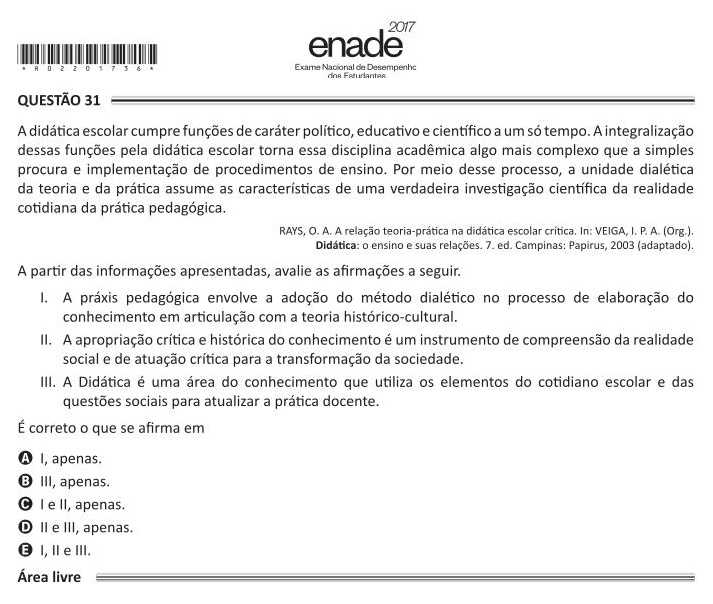 2017
enade
Exame Nacional de Desempenho
dos Estudantes
*R0220173 6*
QUESTÃO 31
A didática escolar cumpre funções de caráter político, educativo e científico a um só tempo. A integralização
dessas funções pela didática escolar torna essa disciplina acadêmica algo mais complexo que a simples
procura e implementação de procedimentos de ensino. Por meio desse processo, a unidade dialética
da teoria e da prática assume as características de uma verdadeira investigação científica da realidade
cotidiana da prática pedagógica.
RAYS, O. A. A relação teoria-prática na didática escolar crítica. In: VEIGA, I. P. A. (Org.).
Didática: o ensino e suas relações. 7. ed. Campinas: Papirus, 2003 (adaptado).
A partir das informações apresentadas, avalie as afirmações a seguir.
I. A práxis pedagógica envolve a adoção do método dialético no processo de elaboração do
conhecimento em articulação com a teoria histórico-cultural.
II. A apropriação crítica e histórica do conhecimento é um instrumento de compreensão da realidade
social e de atuação crítica para a transformação da sociedade.
III. A Didática é uma área do conhecimento que utiliza os elementos do cotidiano escolar e das
questões sociais para atualizar a prática docente.
É correto o que se afirma em
A I, apenas.
B III, apenas.
C I e II, apenas.
D II e III, apenas.
E I, II e III.
Área livre